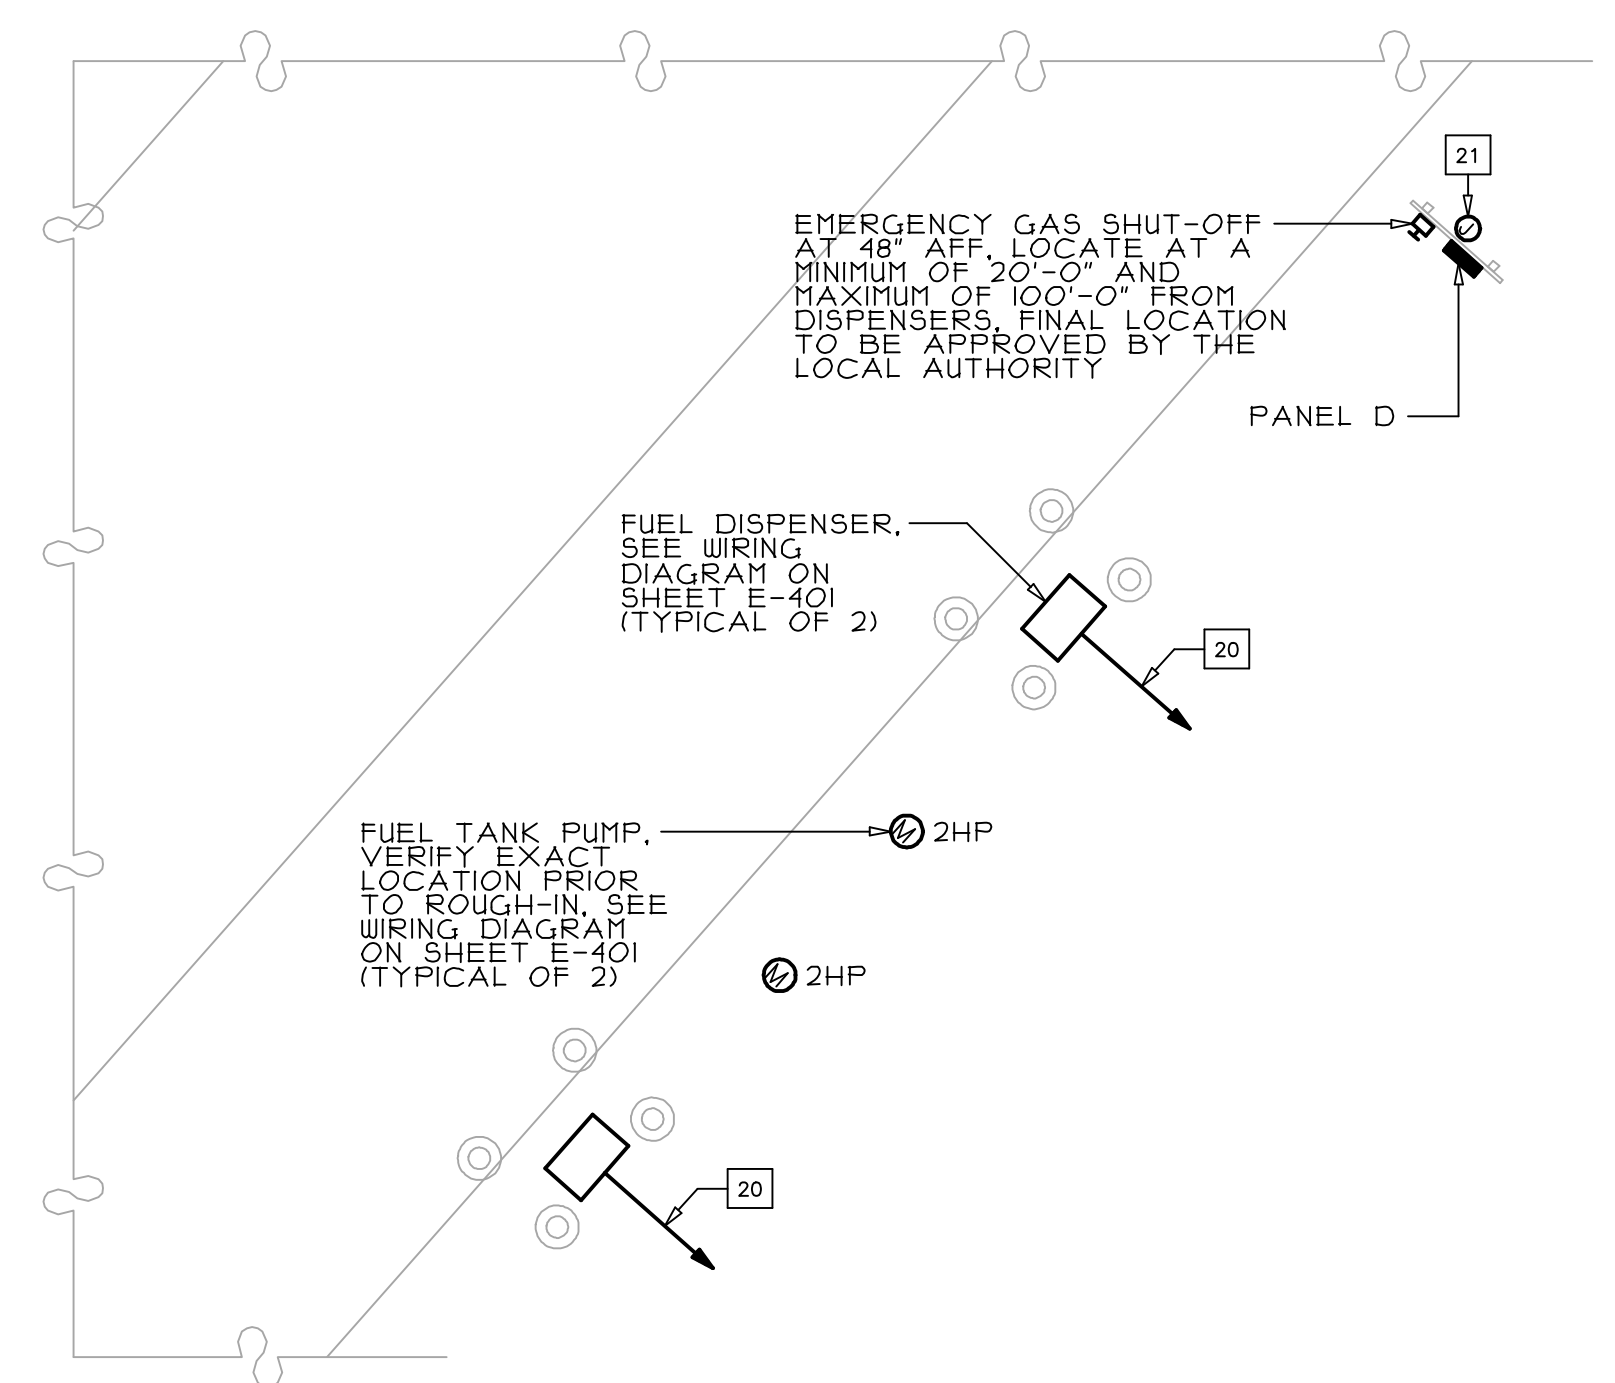 21
EMERGENCY GAS SHUT-OFF
AT 48" AFF, LOCATE AT A
MINIMUM OF 20'-0" AND
MAXIMUM OF 100'-0" FROM
DISPENSERS, FINAL LOCATION
TO BE APPROVED BY THE
LOCAL AUTHORITY
PANEL D
FUEL DISPENSER,
SEE WIRING
DIAGRAM ON
SHEET E-401
(TYPICAL OF 2)
20
FUEL TANK PUMP,
VERIFY EXACT
LOCATION PRIOR
TO ROUGH-IN, SEE
WIRING DIAGRAM
ON SHEET E-401
(TYPICAL OF 2)
2HP
2HP
20